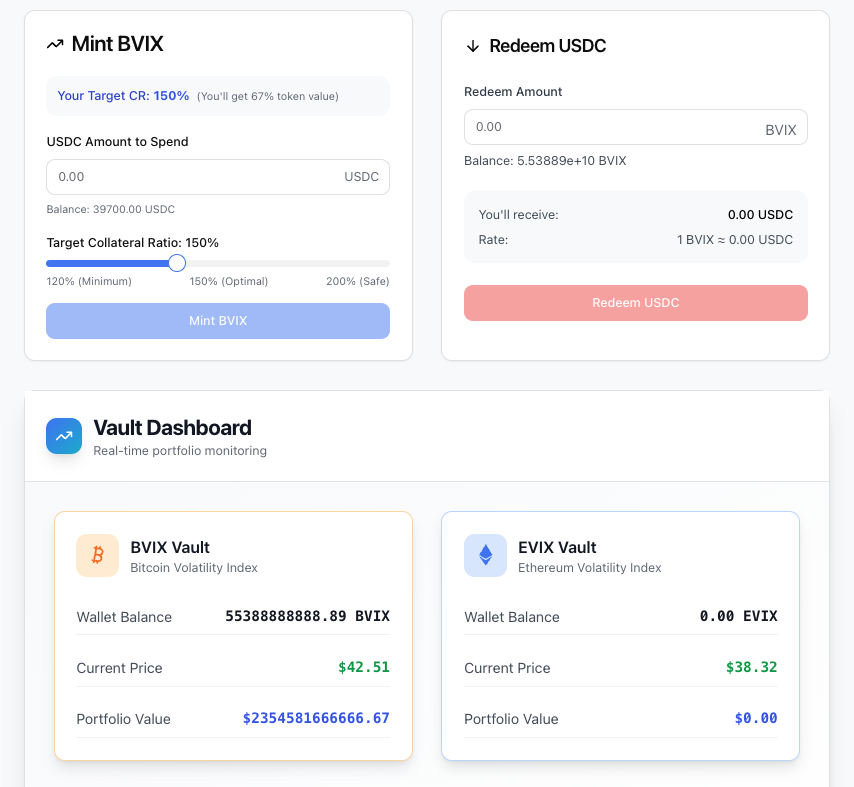 Mint BVIX
Your Target CR: 150% (You'll get 67% token value)
USDC Amount to Spend
0.00 USDC
Balance: 39700.00 USDC
Target Collateral Ratio: 150%
120% (Minimum) 150% (Optimal) 200% (Safe)
Mint BVIX
Redeem USDC
Redeem Amount
0.00 BVIX
Balance: 5.53889e+10 BVIX
You'll receive: 0.00 USDC
Rate: 1 BVIX ≈ 0.00 USDC
Redeem USDC
Vault Dashboard
Real-time portfolio monitoring
BVIX Vault
Bitcoin Volatility Index
Wallet Balance 55388888888.89 BVIX
Current Price $42.51
Portfolio Value $2354581666666.67
EVIX Vault
Ethereum Volatility Index
Wallet Balance 0.00 EVIX
Current Price $38.32
Portfolio Value $0.00